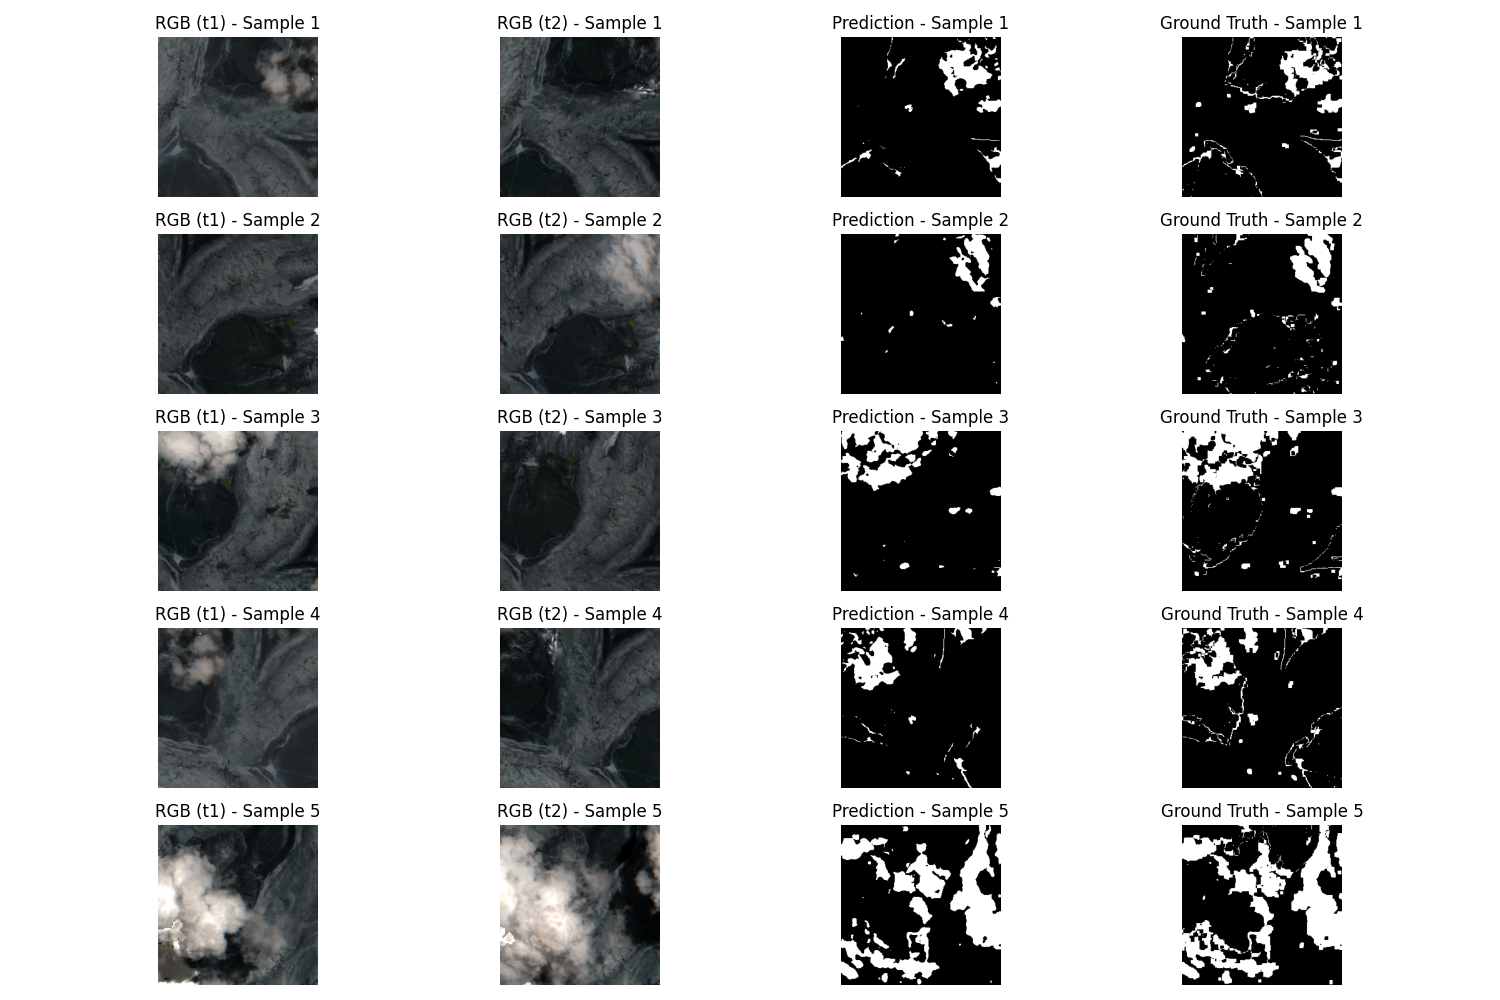 RGB (t1) - Sample 1
RGB (t2) - Sample 1
Prediction - Sample 1
Ground Truth - Sample 1
RGB (t1) - Sample 2
RGB (t2) - Sample 2
Prediction - Sample 2
Ground Truth - Sample 2
RGB (t1) - Sample 3
RGB (t2) - Sample 3
Prediction - Sample 3
Ground Truth - Sample 3
RGB (t1) - Sample 4
RGB (t2) - Sample 4
Prediction - Sample 4
Ground Truth - Sample 4
RGB (t1) - Sample 5
RGB (t2) - Sample 5
Prediction - Sample 5
Ground Truth - Sample 5